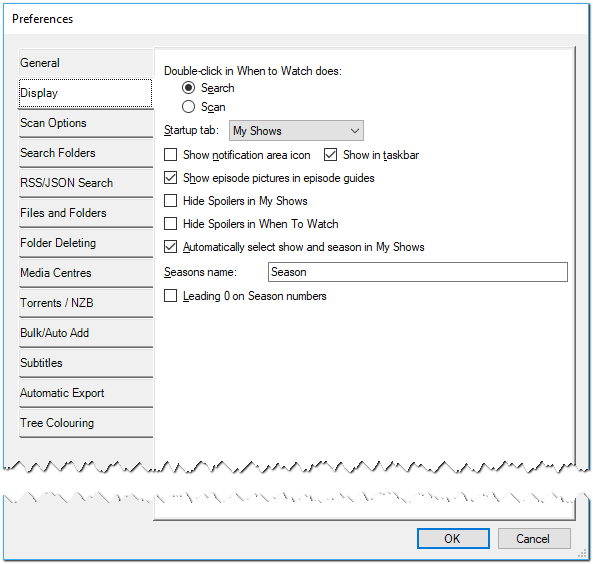 Preferences
General
Display
Scan Options
Search Folders
RSS/JSON Search
Files and Folders
Folder Deleting
Media Centres
Torrents / NZB
Bulk/Auto Add
Subtitles
Automatic Export
Tree Colouring
Double-click in When to Watch does:
Search
Scan
Startup tab: My Shows
Show notification area icon Show in taskbar
Show episode pictures in episode guides
Hide Spoilers in My Shows
Hide Spoilers in When To Watch
Automatically select show and season in My Shows
Seasons name: Season
Leading 0 on Season numbers
OK Cancel